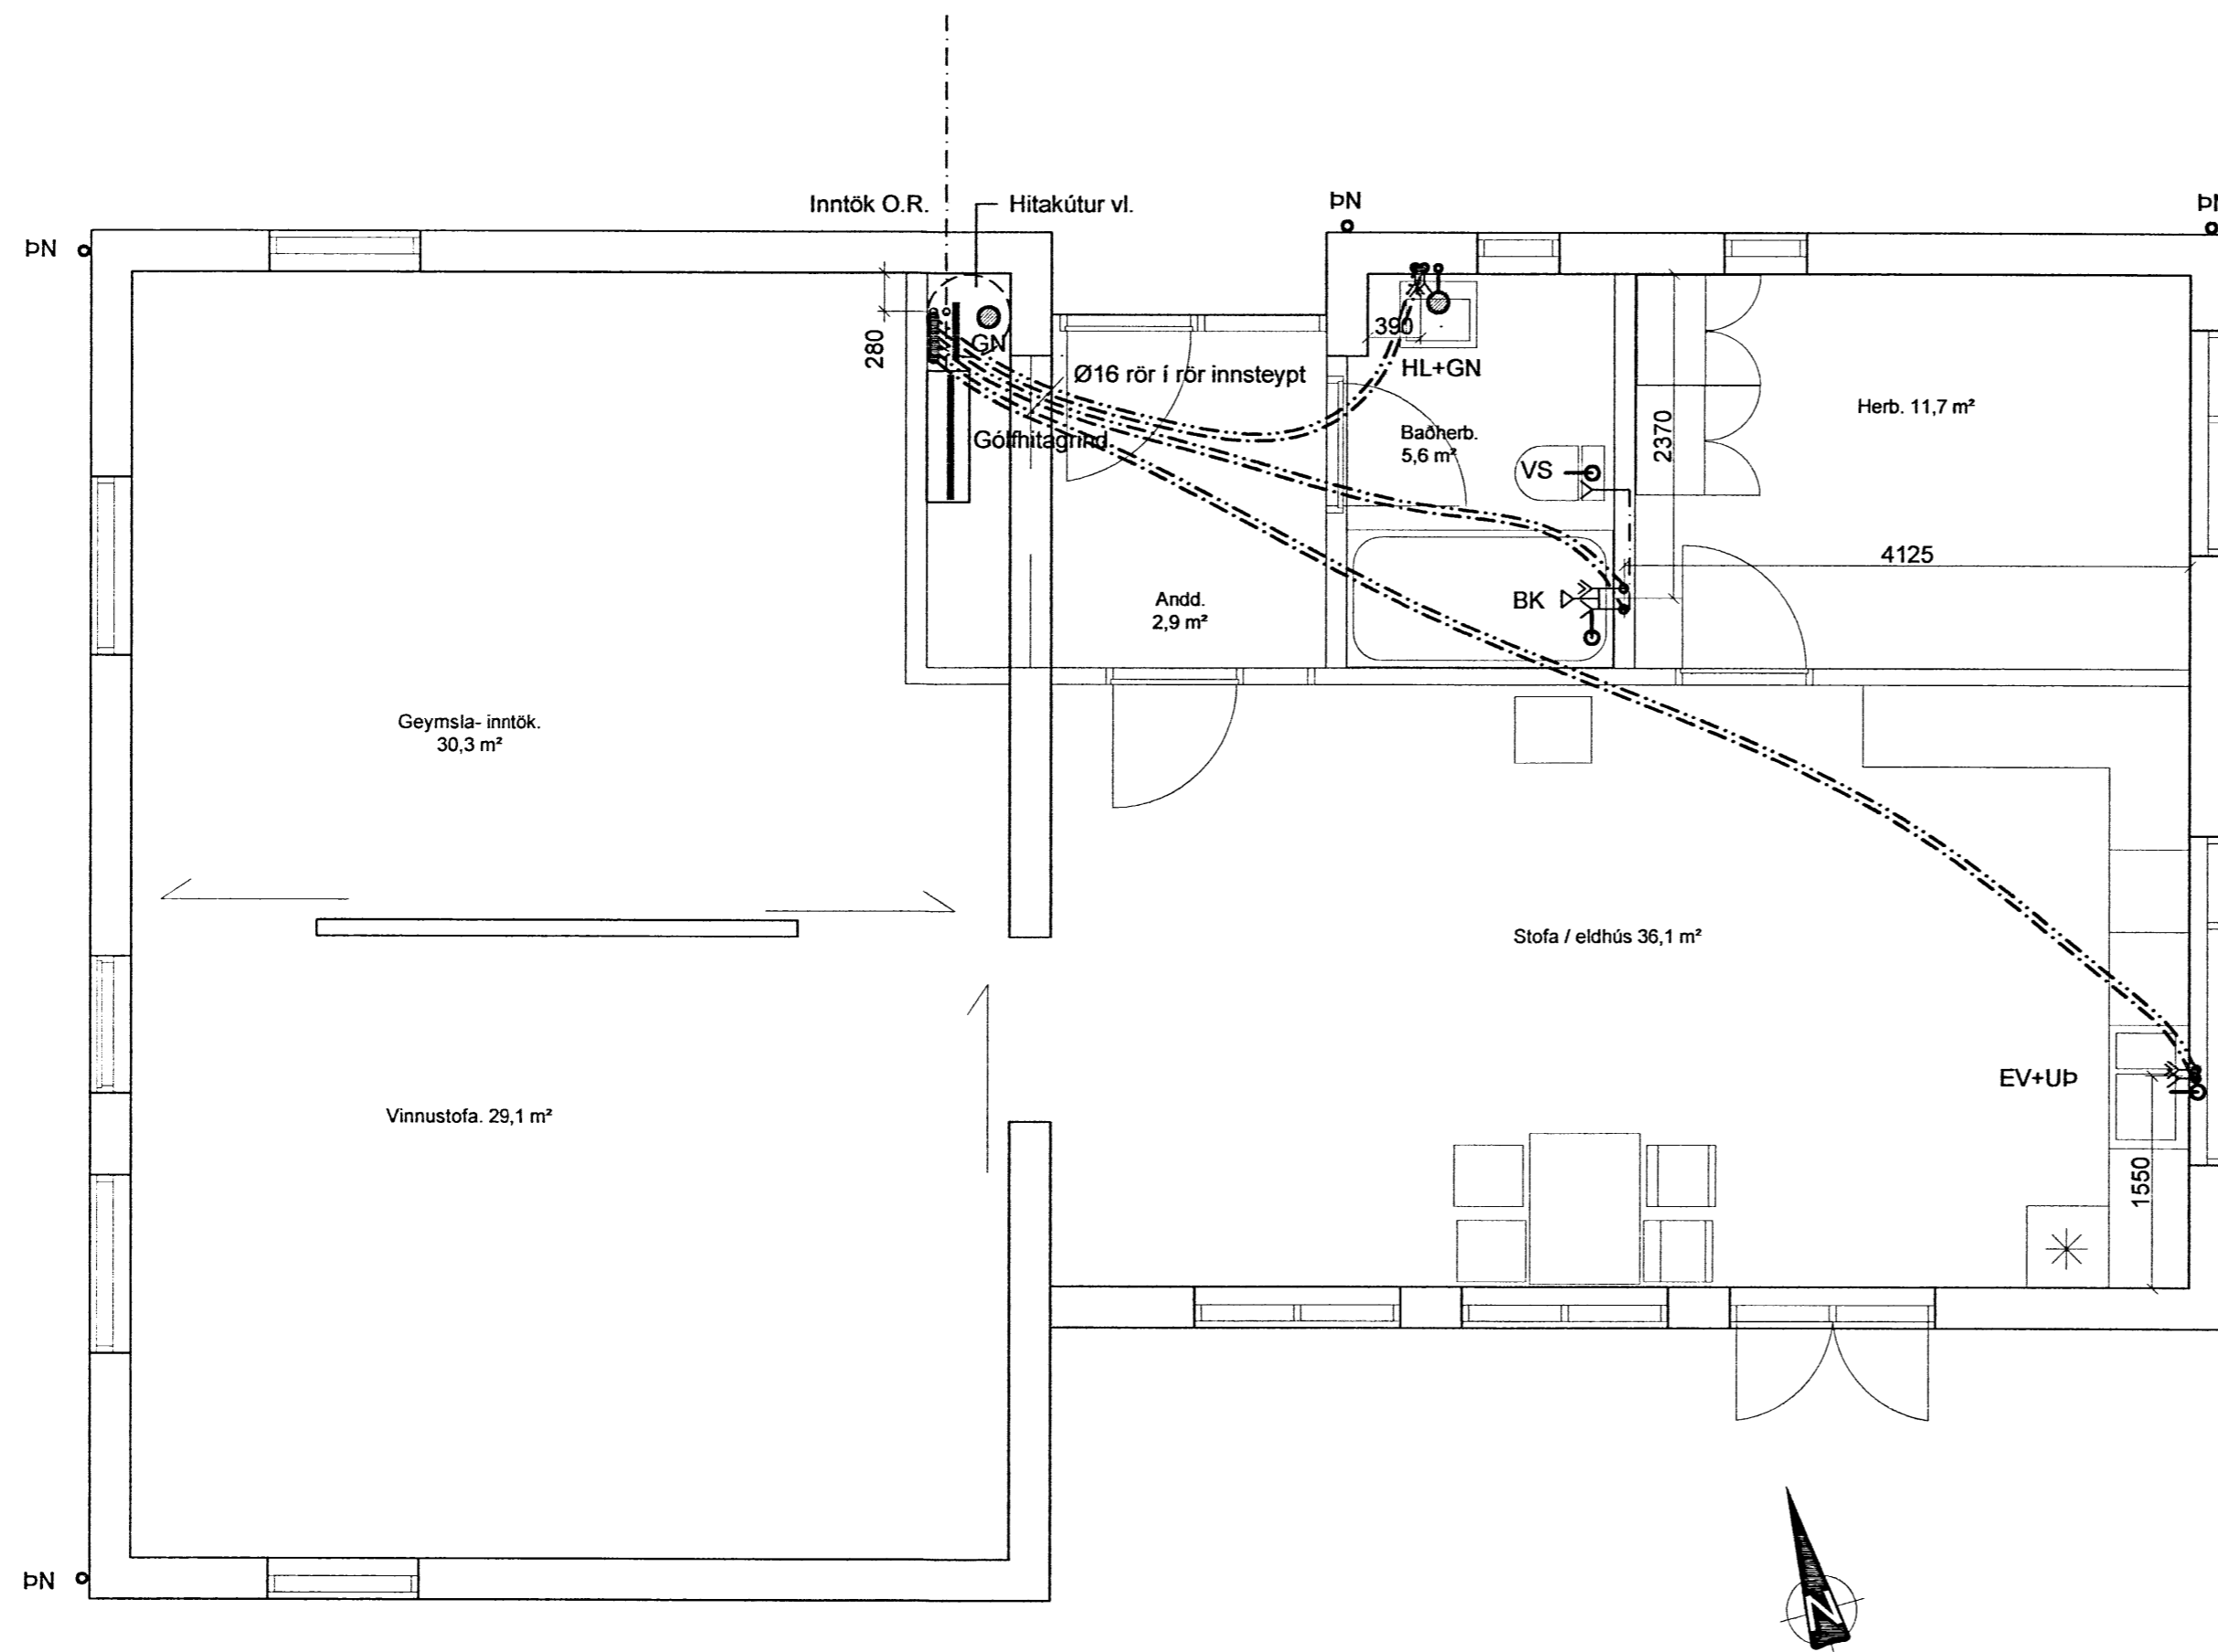 Inntök O.R.
Hitakútur vl.
ÞN
ÞN
ÞN
280
GN
Ø16 rör í rör innsteypt
Gólfhitagrind
390
HL+GN
Baðherb.
5,6 m²
VS
2370
Herb. 11,7 m²
4125
BK
Andd.
2,9 m²
Geymsla- inntök.
30,3 m²
Stofa / eldhús 36,1 m²
EV+UÞ
Vinnustofa. 29,1 m²
1550
ÞN
N